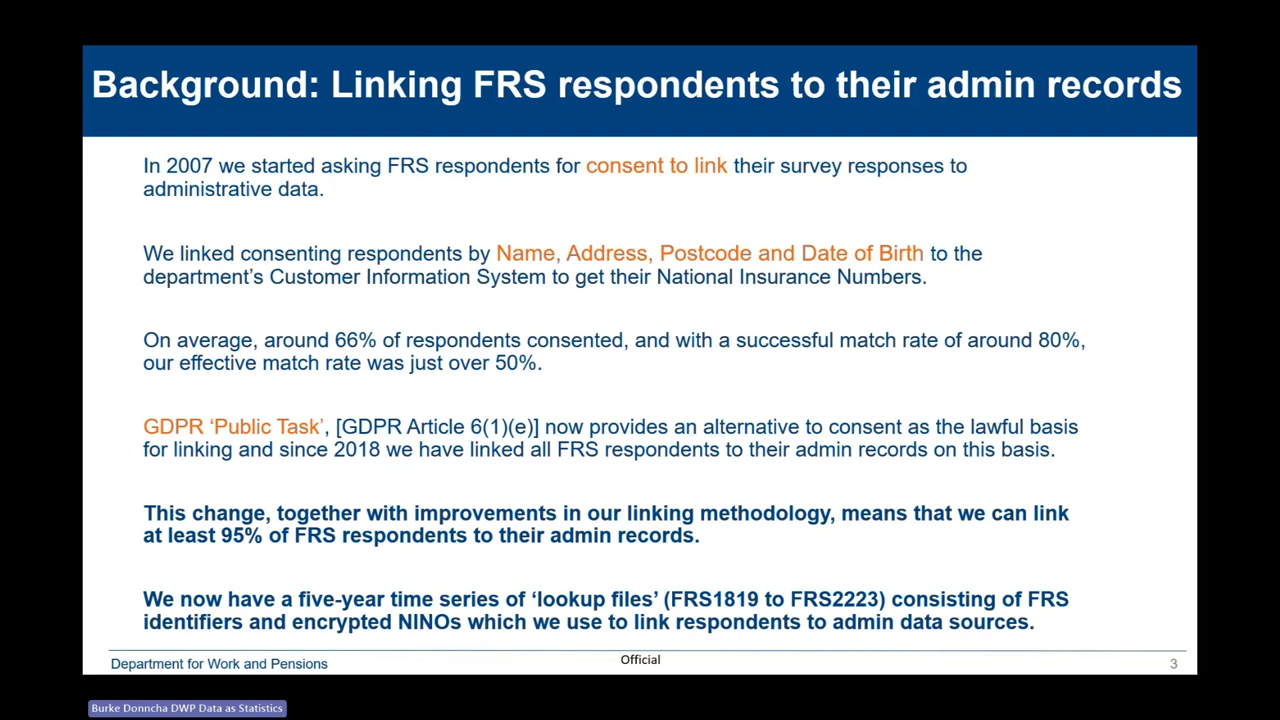 Background: Linking FRS respondents to their admin records
In 2007 we started asking FRS respondents for consent to link their survey responses to
administrative data.
We linked consenting respondents by Name, Address, Postcode and Date of Birth to the
department's Customer Information System to get their National Insurance Numbers.
On average, around 66% of respondents consented, and with a successful match rate of around 80%,
our effective match rate was just over 50%.
GDPR ‘Public Task’, [GDPR Article 6(1)(e)] now provides an alternative to consent as the lawful basis
for linking and since 2018 we have linked all FRS respondents to their admin records on this basis.
This change, together with improvements in our linking methodology, means that we can link
at least 95% of FRS respondents to their admin records.
We now have a five-year time series of ‘lookup files’ (FRS1819 to FRS2223) consisting of FRS
identifiers and encrypted NINOs which we use to link respondents to admin data sources.
Department for Work and Pensions
Official
3
Burke Donncha DWP Data as Statistics